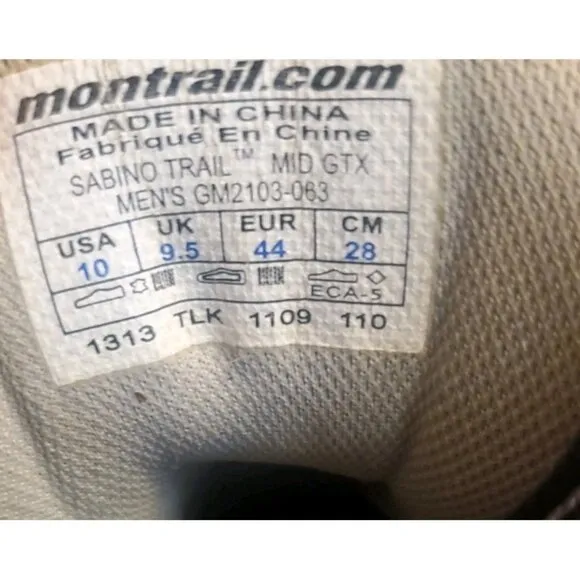 montrail.com
MADE IN CHINA
Fabriqué En Chine
SABINO TRAIL™ MID GTX
MEN'S GM2103-063
USA UK EUR CM
10 9.5 44 28
ECA-5
1313 TLK 1109 110